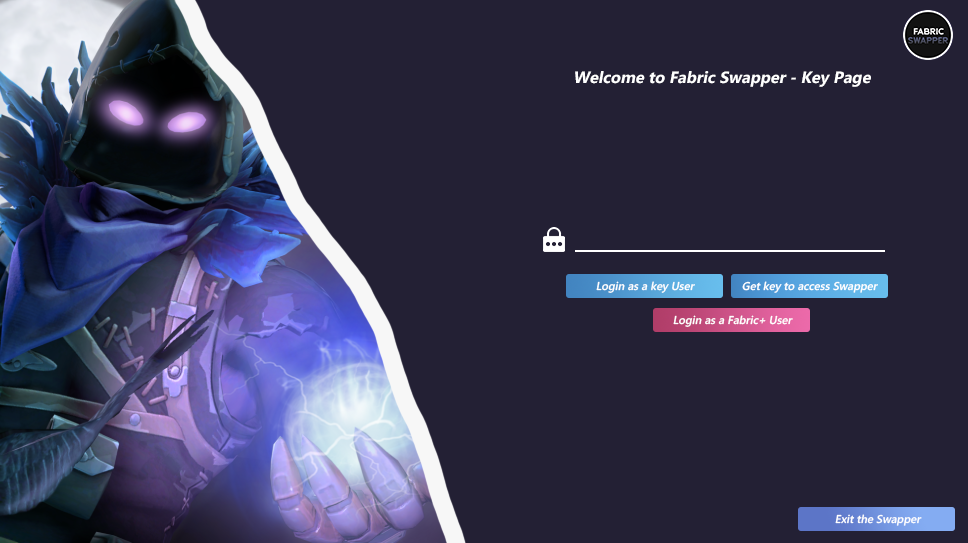 FABRIC
SWAPPER
Welcome to Fabric Swapper - Key Page
Login as a key User
Get key to access Swapper
Login as a Fabric+ User
Exit the Swapper